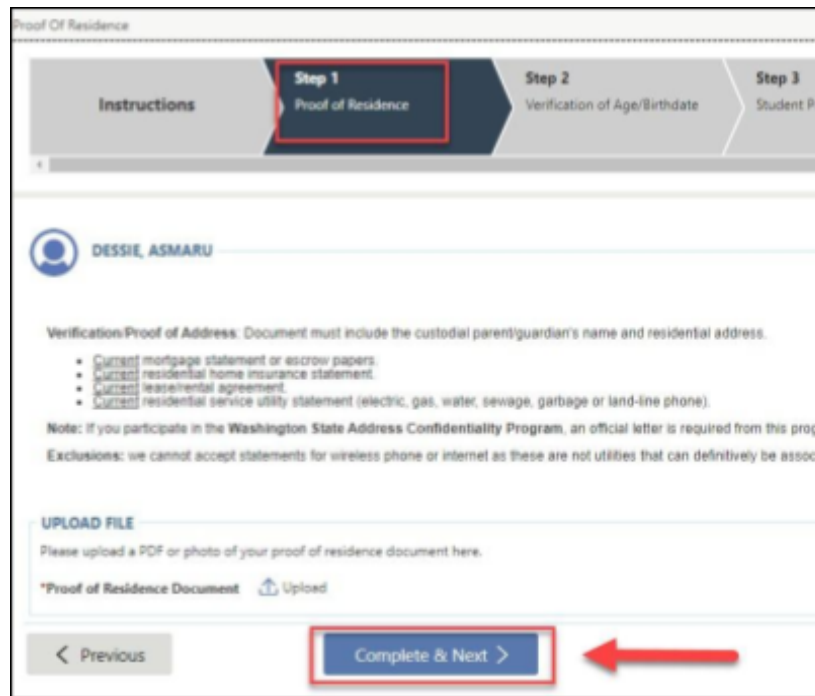 Proof Of Residence
Instructions
Step 1
Proof of Residence
Step 2
Verification of Age/Birthdate
Step 3
Student P
DESSIE, ASMARU
Verification/Proof of Address: Document must include the custodial parent/guardian's name and residential address.
Current mortgage statement or escrow papers.
Current residential home insurance statement.
Current lease/rental agreement.
Current residential service utility statement (electric, gas, water, sewage, garbage or land-line phone).
Note: If you participate in the Washington State Address Confidentiality Program, an official letter is required from this prog
Exclusions: we cannot accept statements for wireless phone or internet as these are not utilities that can definitively be assoc
UPLOAD FILE
Please upload a PDF or photo of your proof of residence document here.
*Proof of Residence Document Upload
Previous
Complete & Next